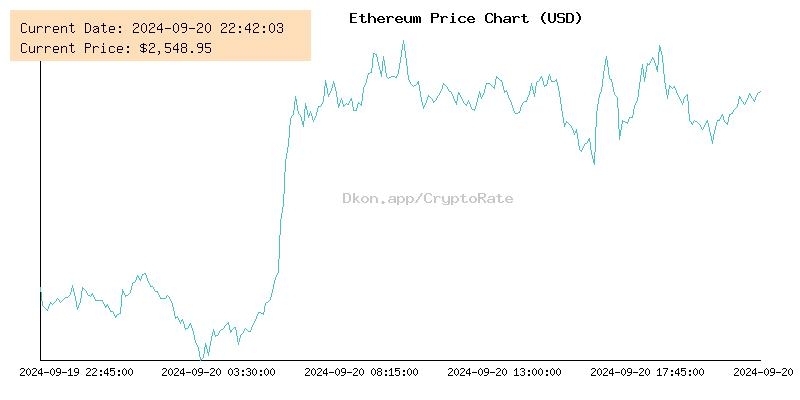 Ethereum Price Chart (USD)
Current Date: 2024-09-20 22:42:03
Current Price: $2,548.95
Dkon.app/CryptoRate
2024-09-19 22:45:00 2024-09-20 03:30:00 2024-09-20 08:15:00 2024-09-20 13:00:00 2024-09-20 17:45:00 2024-09-20